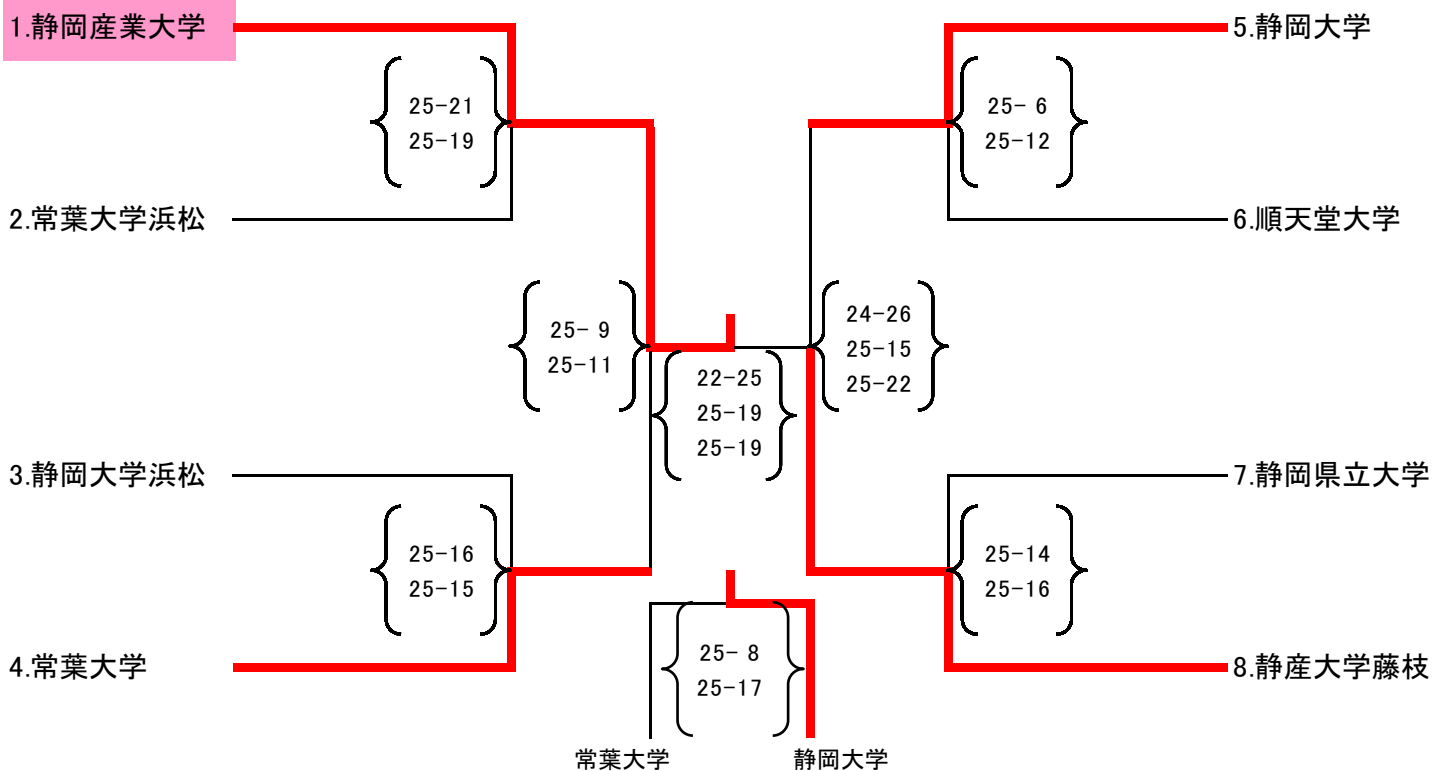 1.静岡産業大学
5.静岡大学
25-21
25-19
25- 6
25-12
2.常葉大学浜松
6.順天堂大学
25- 9
25-11
24-26
25-15
25-22
22-25
25-19
25-19
3.静岡大学浜松
7.静岡県立大学
25-16
25-15
25-14
25-16
4.常葉大学
8.静産大学藤枝
25- 8
25-17
常葉大学
静岡大学